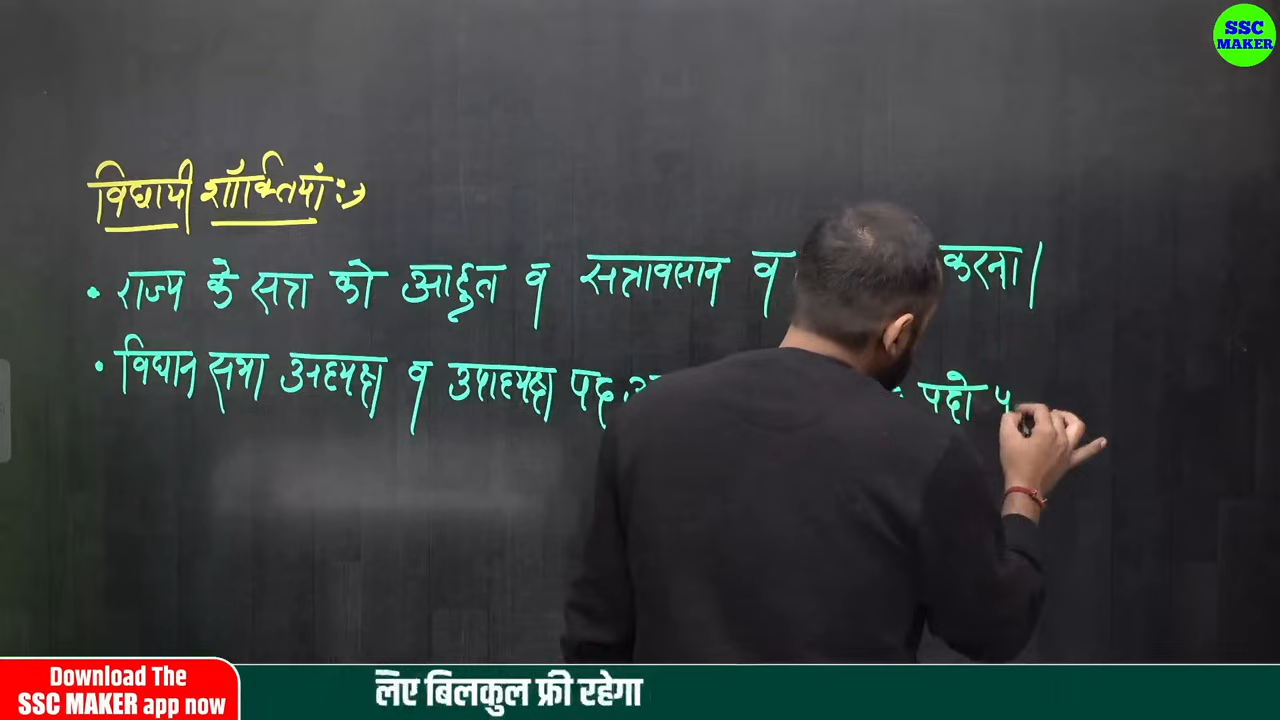 SSC
MAKER
विधायी शक्तियां :→
• राज्य के सत्र को आहूत व सत्रावसान व करना।
• विधान सभा अध्यक्ष व उपाध्यक्ष पद पदो
Download The
SSC MAKER app now
लिए बिलकुल फ्री रहेगा